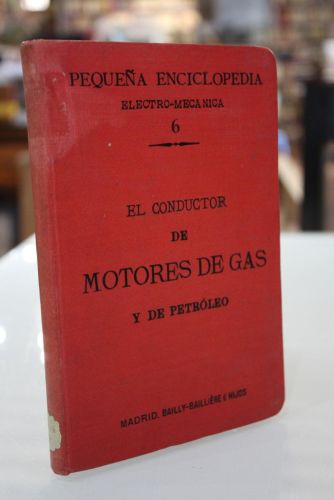 PEQUEÑA ENCICLOPEDIA
ELECTRO-MECÁNICA
6
EL CONDUCTOR
DE
MOTORES DE GAS
Y DE PETRÓLEO
MADRID. BAILLY-BAILLIÈRE É HIJOS